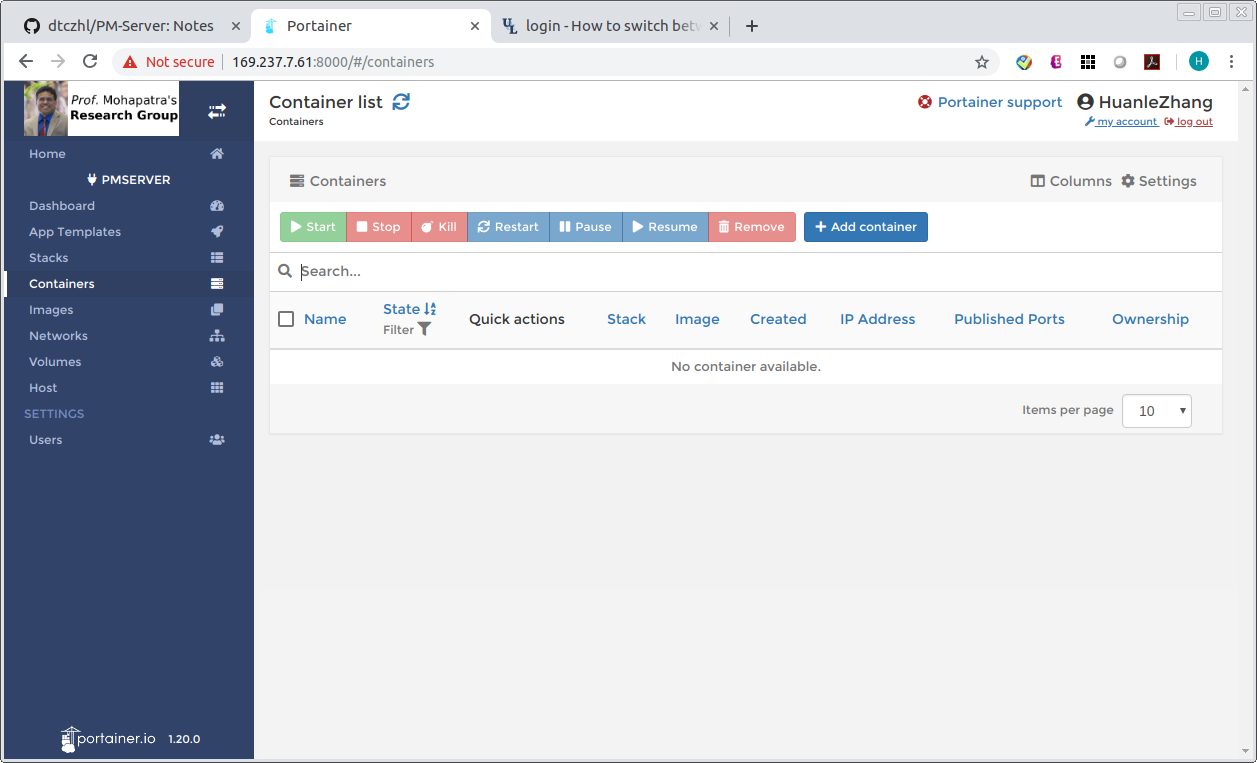 dtczhl/PM-Server: Notes
Portainer
login - How to switch betw
Not secure 169.237.7.61:8000/#/containers
H
Prof. Mohapatra's
Research Group
Container list
Containers
Portainer support
HuanleZhang
my account log out
Home
PMSERVER
Dashboard
App Templates
Stacks
Containers
Images
Networks
Volumes
Host
SETTINGS
Users
portainer.io 1.20.0
Containers
Columns Settings
Start Stop Kill Restart Pause Resume Remove Add container
Search...
Name State Filter Quick actions Stack Image Created IP Address Published Ports Ownership
No container available.
Items per page 10